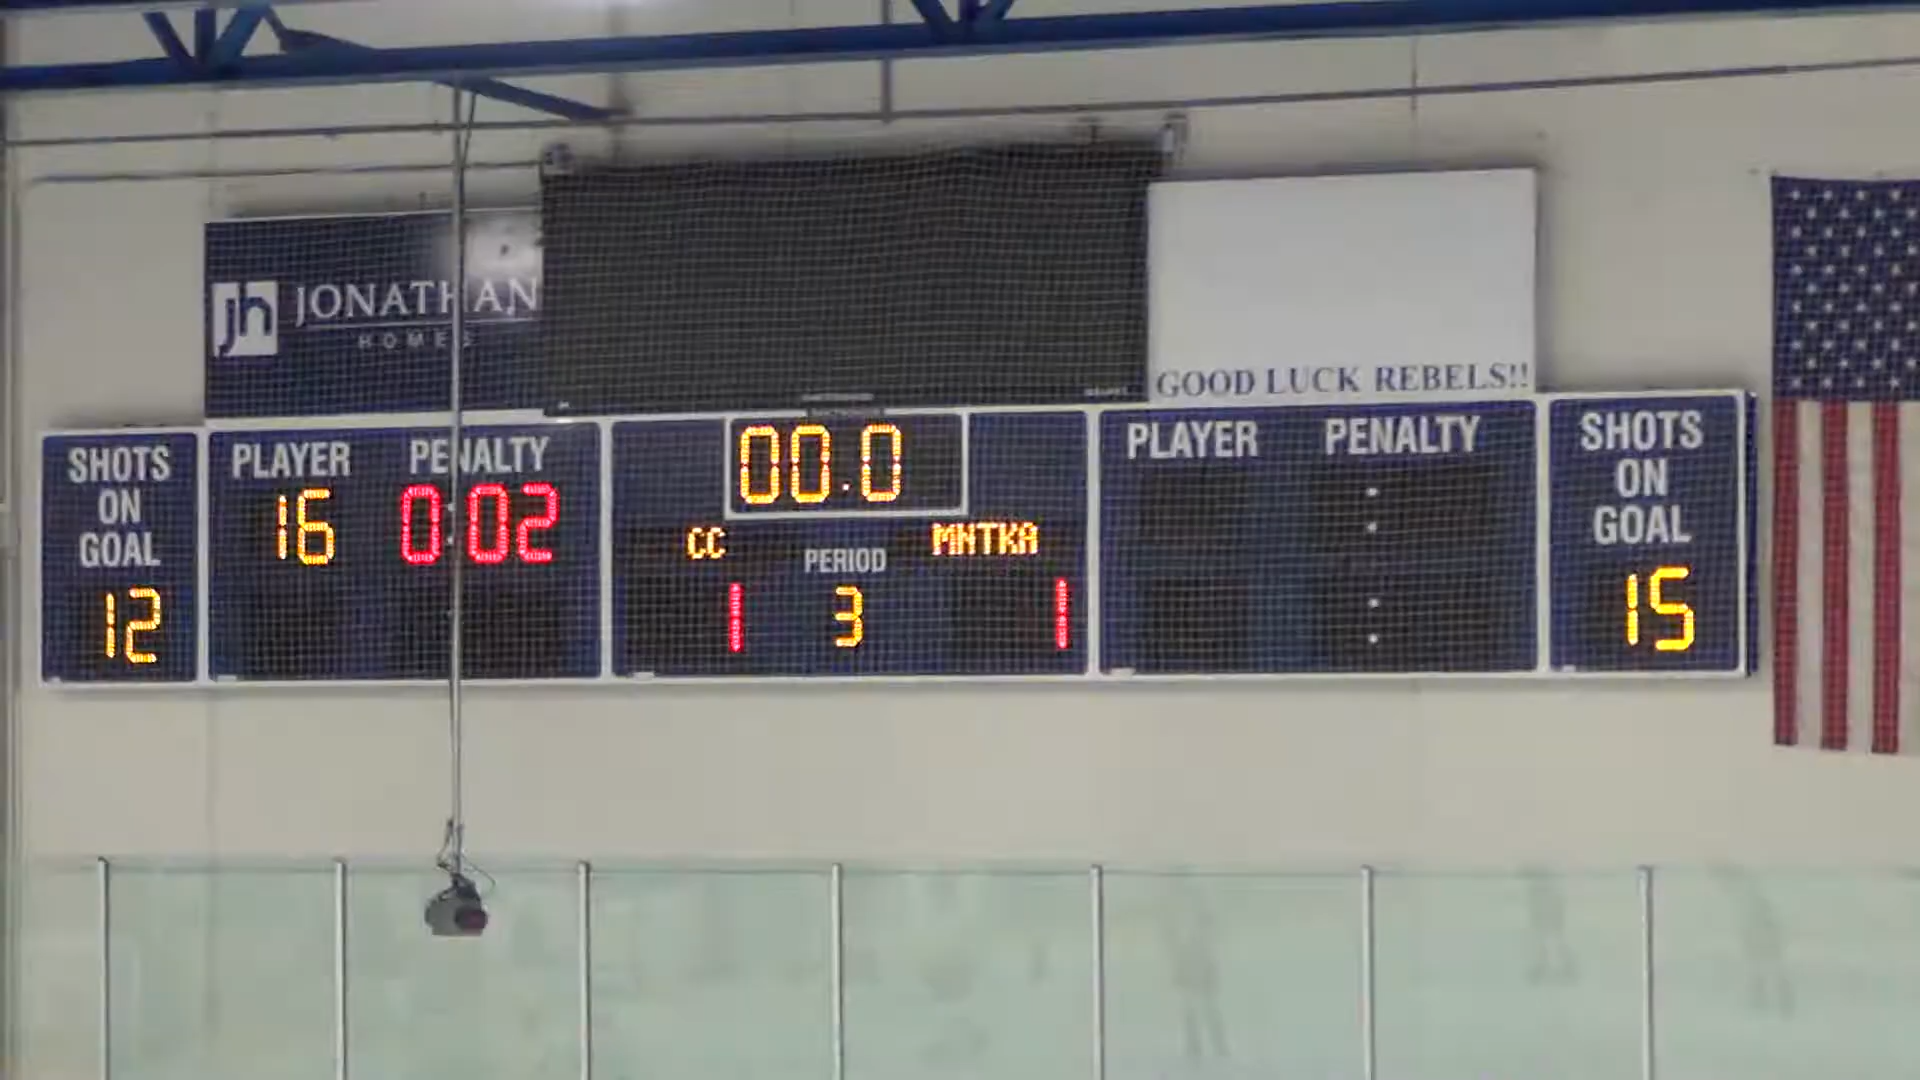 jh JONATHAN
HOMES
GOOD LUCK REBELS!!
SHOTS
ON
GOAL
12
PLAYER PENALTY
16 0:02
00.0
CC MNTKA
PERIOD
1 3 1
PLAYER PENALTY
:
:
SHOTS
ON
GOAL
15